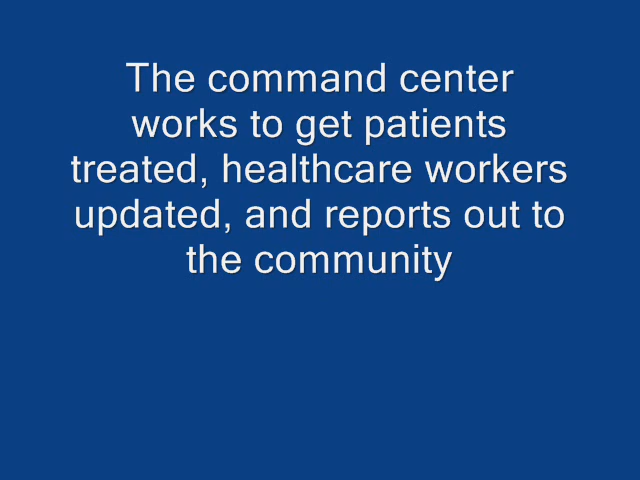 The command center
works to get patients
treated, healthcare workers
updated, and reports out to
the community